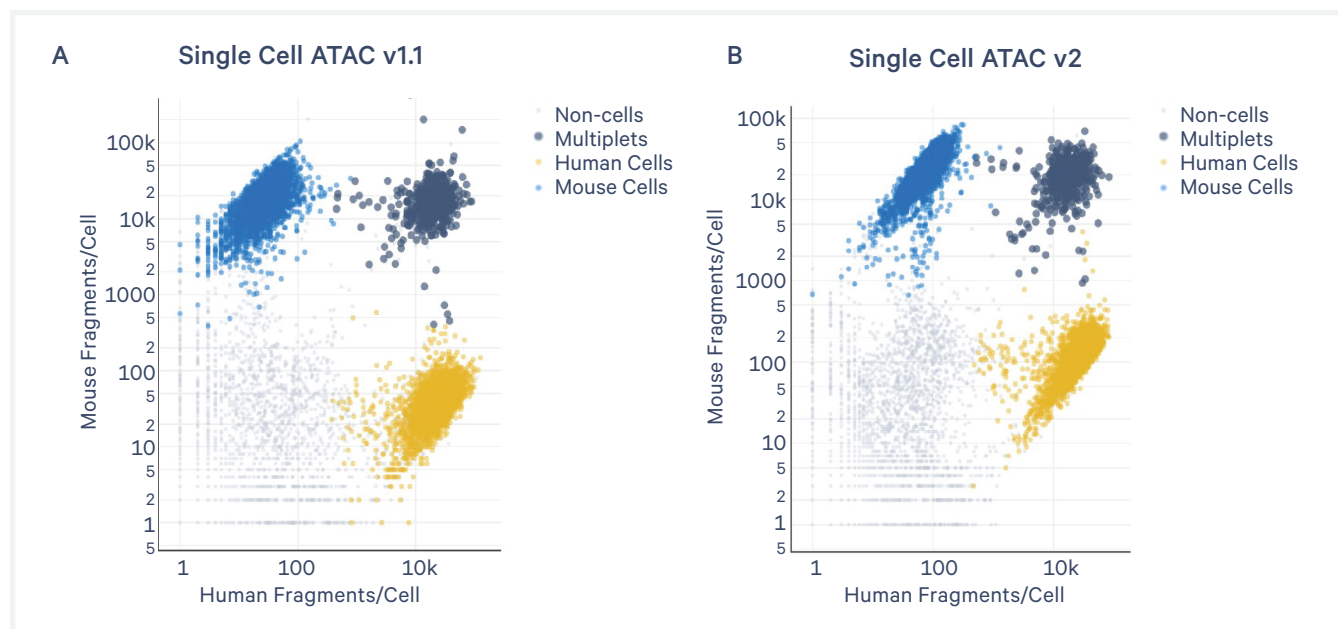 A
Single Cell ATAC v1.1
Mouse Fragments/Cell
100k
5
2
10k
5
2
1000
5
2
100
5
2
10
5
2
1
5
1
100
10k
Human Fragments/Cell
Non-cells
Multiplets
Human Cells
Mouse Cells
B
Single Cell ATAC v2
Mouse Fragments/Cell
100k
5
2
10k
5
2
1000
5
2
100
5
2
10
5
2
1
5
1
100
10k
Human Fragments/Cell
Non-cells
Multiplets
Human Cells
Mouse Cells